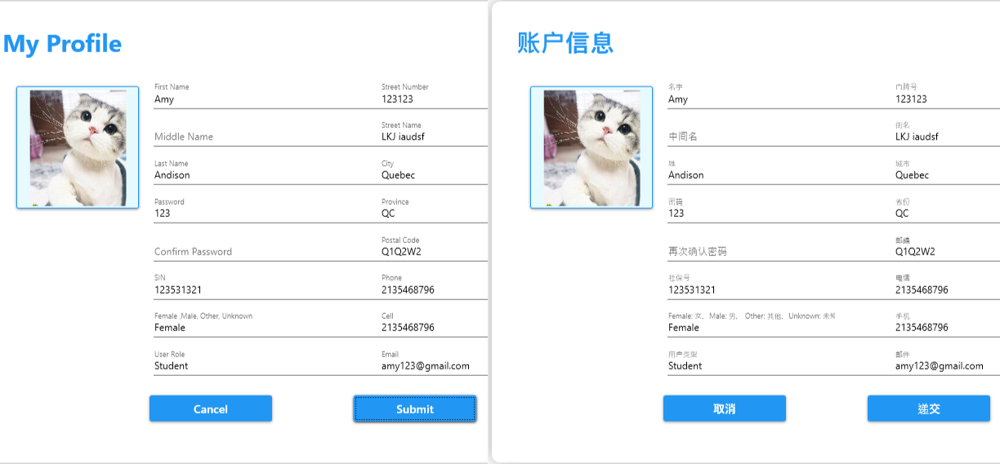 My Profile
First Name
Amy
Middle Name
Last Name
Andison
Password
123
Confirm Password
SIN
123531321
Female ,Male, Other, Unknown
Female
User Role
Student
Street Number
123123
Street Name
LKJ iaudsf
City
Quebec
Province
QC
Postal Code
Q1Q2W2
Phone
2135468796
Cell
2135468796
Email
amy123@gmail.com
Cancel
Submit
账户信息
名字
Amy
中间名
Andison
密码
123
再次确认密码
社保号
123531321
Female: 女, Male: 男, Other: 其他, Unknown: 未知
Female
用户类型
Student
门牌号
123123
街名
LKJ iaudsf
城市
Quebec
省份
QC
邮编
Q1Q2W2
电话
2135468796
手机
2135468796
邮件
amy123@gmail.com
取消
递交